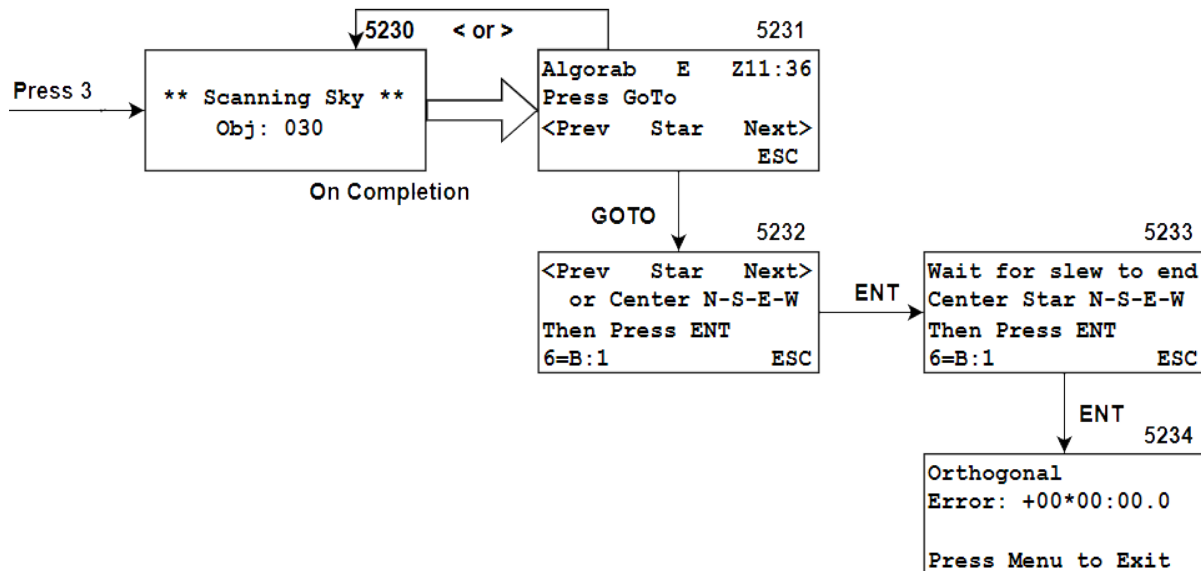 5230 < or >
5231
Press 3
** Scanning Sky **
Obj: 030
On Completion
Algorab E Z11:36
Press GoTo
<Prev Star Next>
ESC
GOTO
5232
<Prev Star Next>
or Center N-S-E-W
Then Press ENT
6=B:1 ESC
ENT
5233
Wait for slew to end
Center Star N-S-E-W
Then Press ENT
6=B:1 ESC
ENT
5234
Orthogonal
Error: +00*00:00.0
Press Menu to Exit